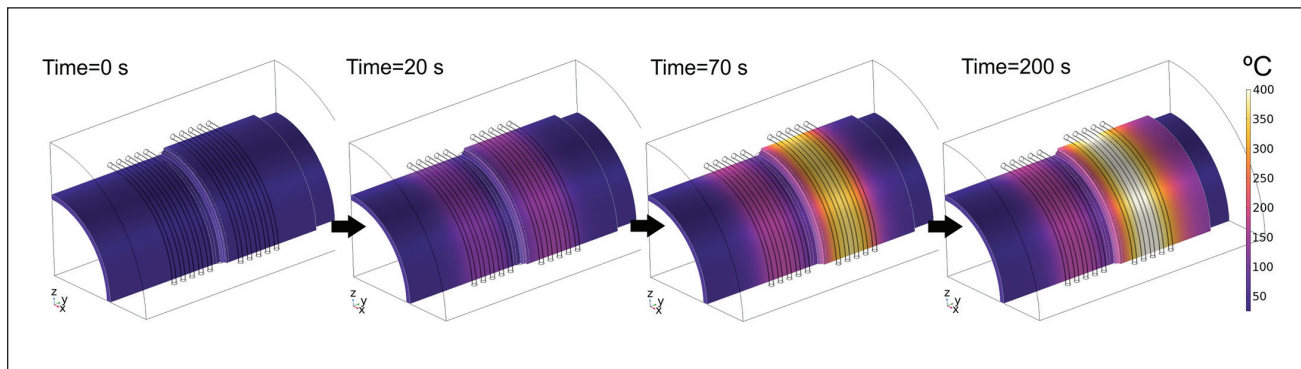 Time=0 s
Time=20 s
Time=70 s
Time=200 s
ºC
400
350
300
250
200
150
100
50
z
y
x
z
y
x
z
y
x
z
y
x